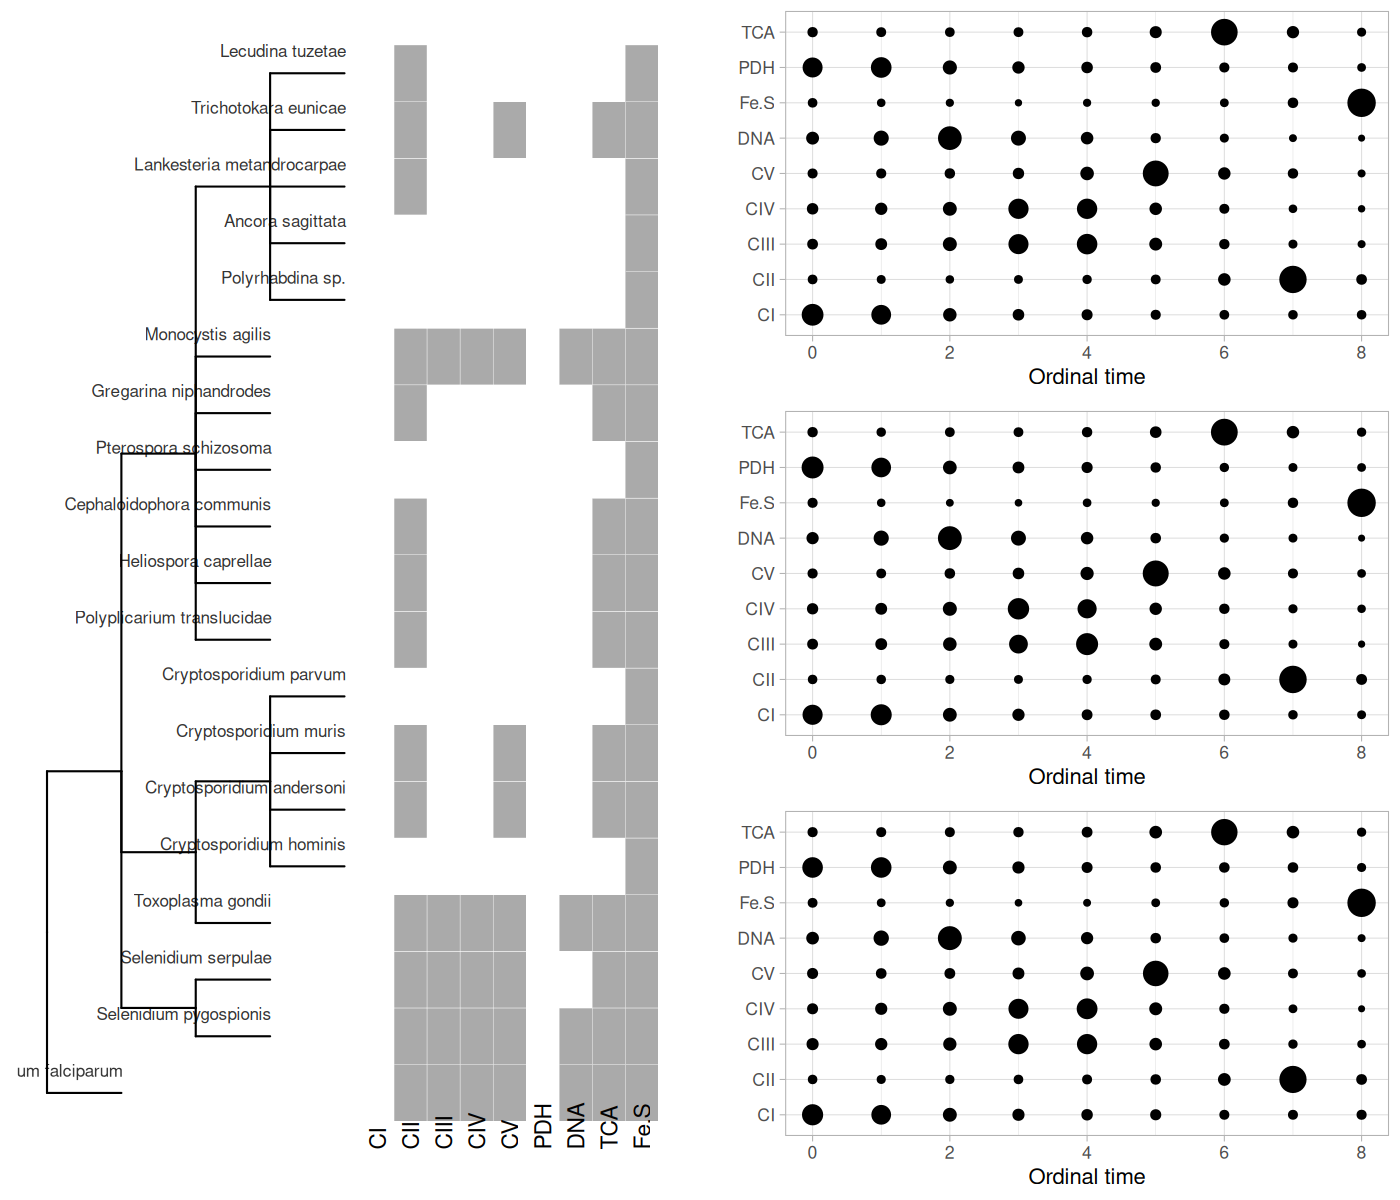 Lecudina tuzetae
Trichotokara eunicae
Lankesteria metandrocarpae
Ancora sagittata
Polyrhabdina sp.
Monocystis agilis
Gregarina niphandrodes
Pterospora schizosoma
Cephaloidophora communis
Heliospora caprellae
Polyplicarium translucidae
Cryptosporidium parvum
Cryptosporidium muris
Cryptosporidium andersoni
Cryptosporidium hominis
Toxoplasma gondii
Selenidium serpulae
Selenidium pygospionis
um falciparum
CI CII CIII CIV CV PDH DNA TCA Fe.S
TCA
PDH
Fe.S
DNA
CV
CIV
CIII
CII
CI
0 2 4 6 8
Ordinal time
TCA
PDH
Fe.S
DNA
CV
CIV
CIII
CII
CI
0 2 4 6 8
Ordinal time
TCA
PDH
Fe.S
DNA
CV
CIV
CIII
CII
CI
0 2 4 6 8
Ordinal time